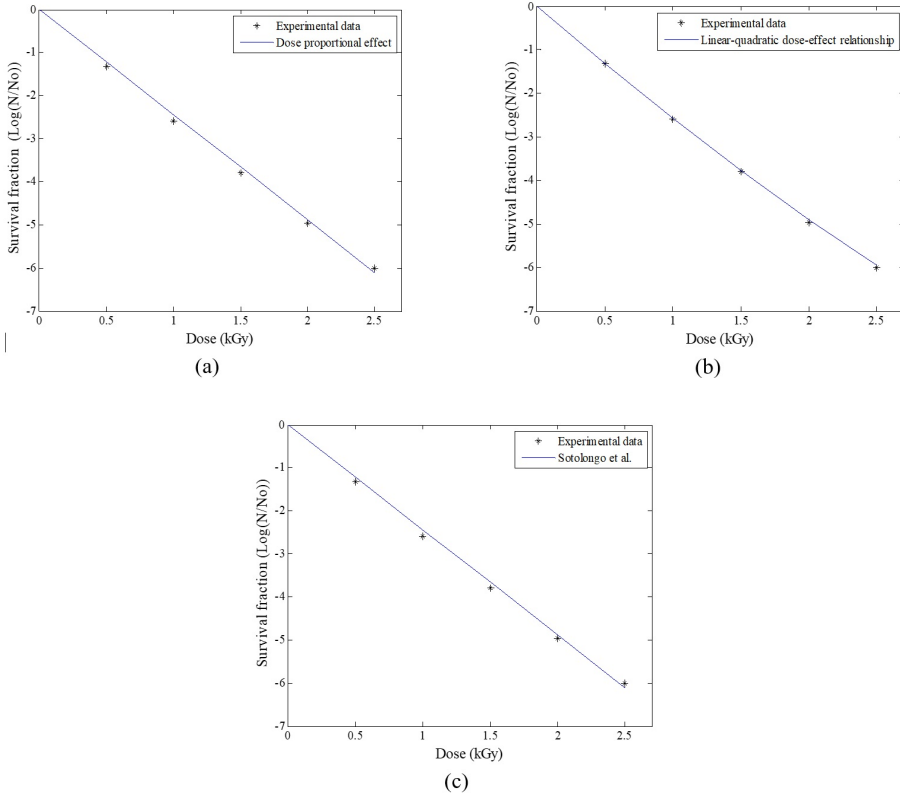 0
-1
-2
-3
-4
-5
-6
-7
Survival fraction (Log(N/No))
Experimental data
Dose proportional effect
0 0.5 1 1.5 2 2.5
Dose (kGy)
(a)
0
-1
-2
-3
-4
-5
-6
-7
Survival fraction (Log(N/No))
Experimental data
Linear-quadratic dose-effect relationship
0 0.5 1 1.5 2 2.5
Dose (kGy)
(b)
0
-1
-2
-3
-4
-5
-6
-7
Survival fraction (Log(N/No))
Experimental data
Sotolongo et al.
0 0.5 1 1.5 2 2.5
Dose (kGy)
(c)